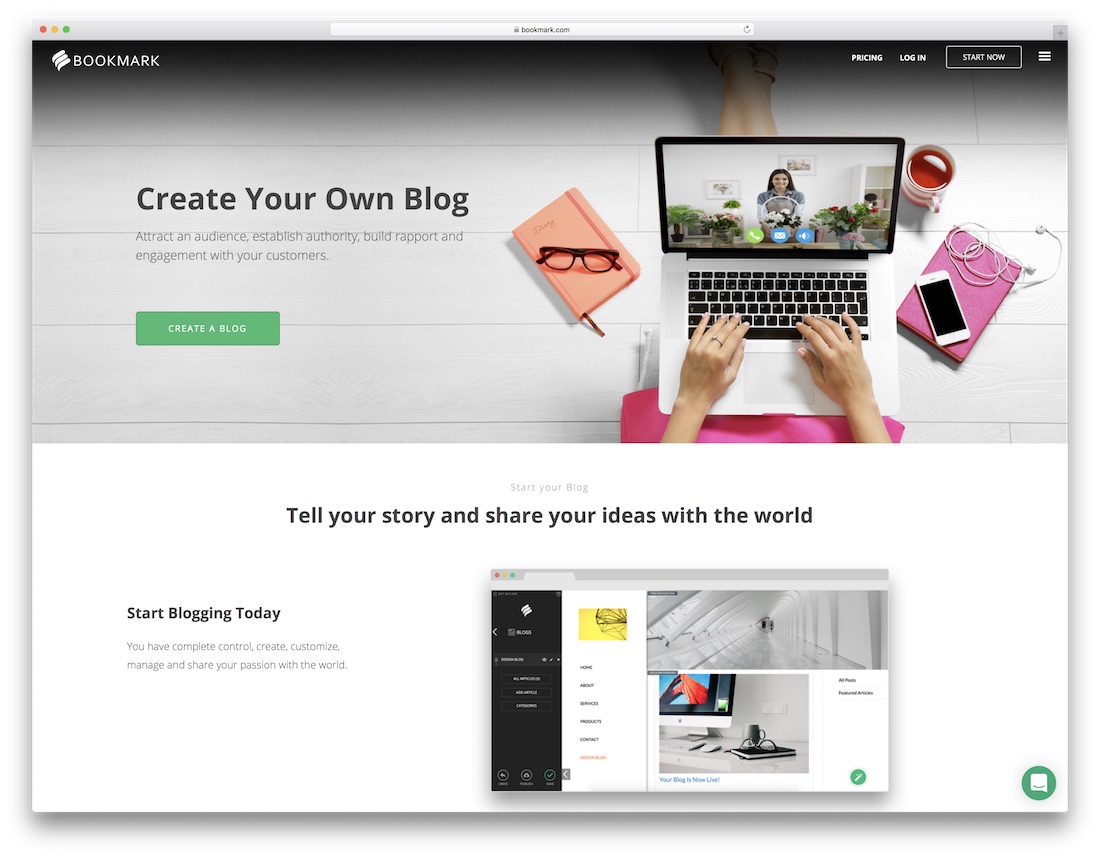 bookmark.com
BOOKMARK
PRICING
LOG IN
START NOW
Create Your Own Blog
Attract an audience, establish authority, build rapport and
engagement with your customers.
CREATE A BLOG
Diary
Start your Blog
Tell your story and share your ideas with the world
Start Blogging Today
You have complete control, create, customize,
manage and share your passion with the world.
BLOGS
DESIGN BLOG
ALL ARTICLES (0)
ADD ARTICLE
CATEGORIES
UNDO
PUBLISH
SAVE
HOME
ABOUT
SERVICES
PRODUCTS
CONTACT
DESIGN BLOG
All Posts
Featured Articles
Your Blog Is Now Live!